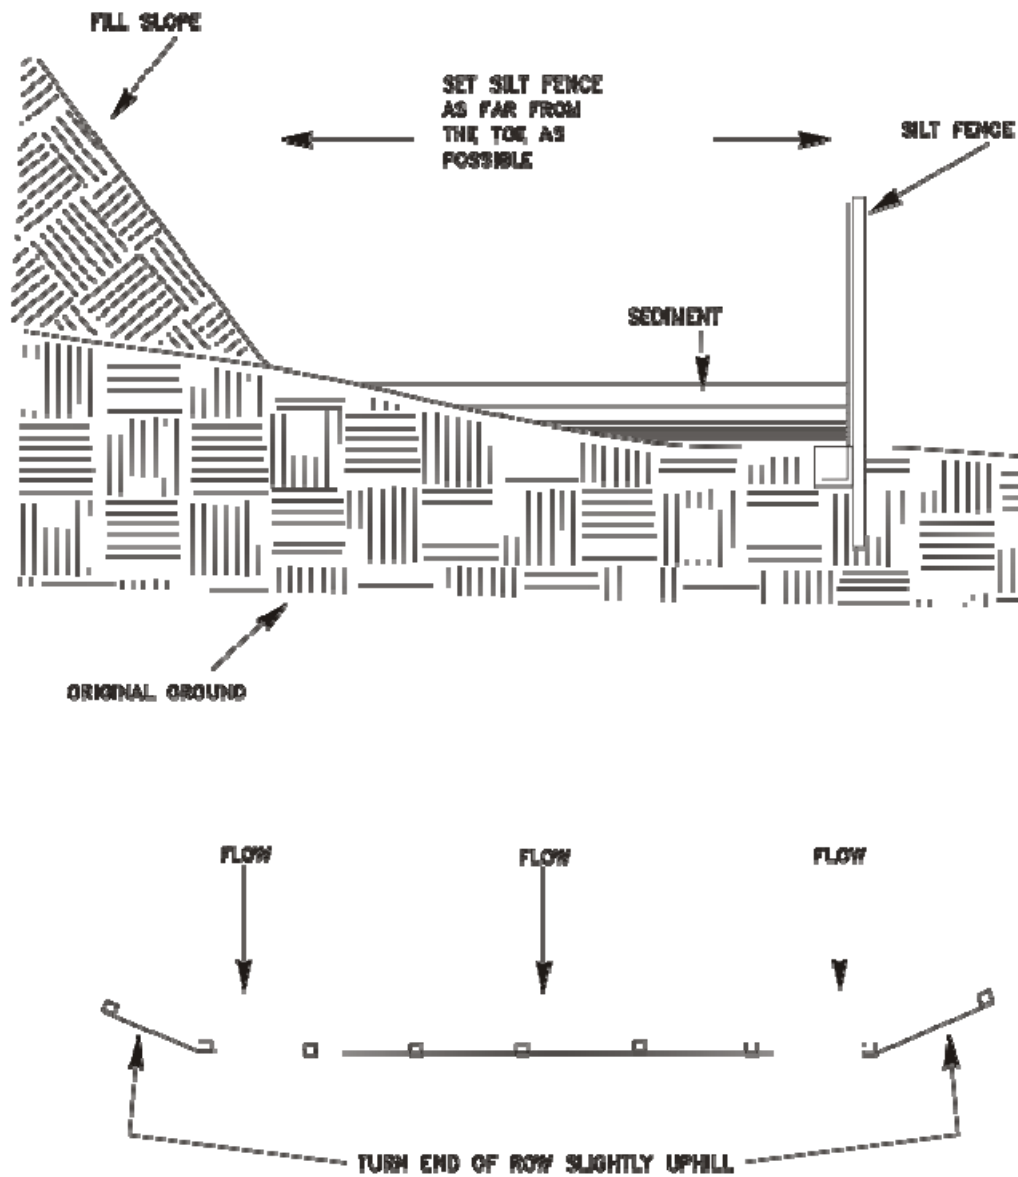 FILL SLOPE
SET SILT FENCE
AS FAR FROM
THE TOE AS
POSSIBLE
SILT FENCE
SEDIMENT
ORIGINAL GROUND
FLOW
FLOW
FLOW
TURN END OF ROW SLIGHTLY UPHILL